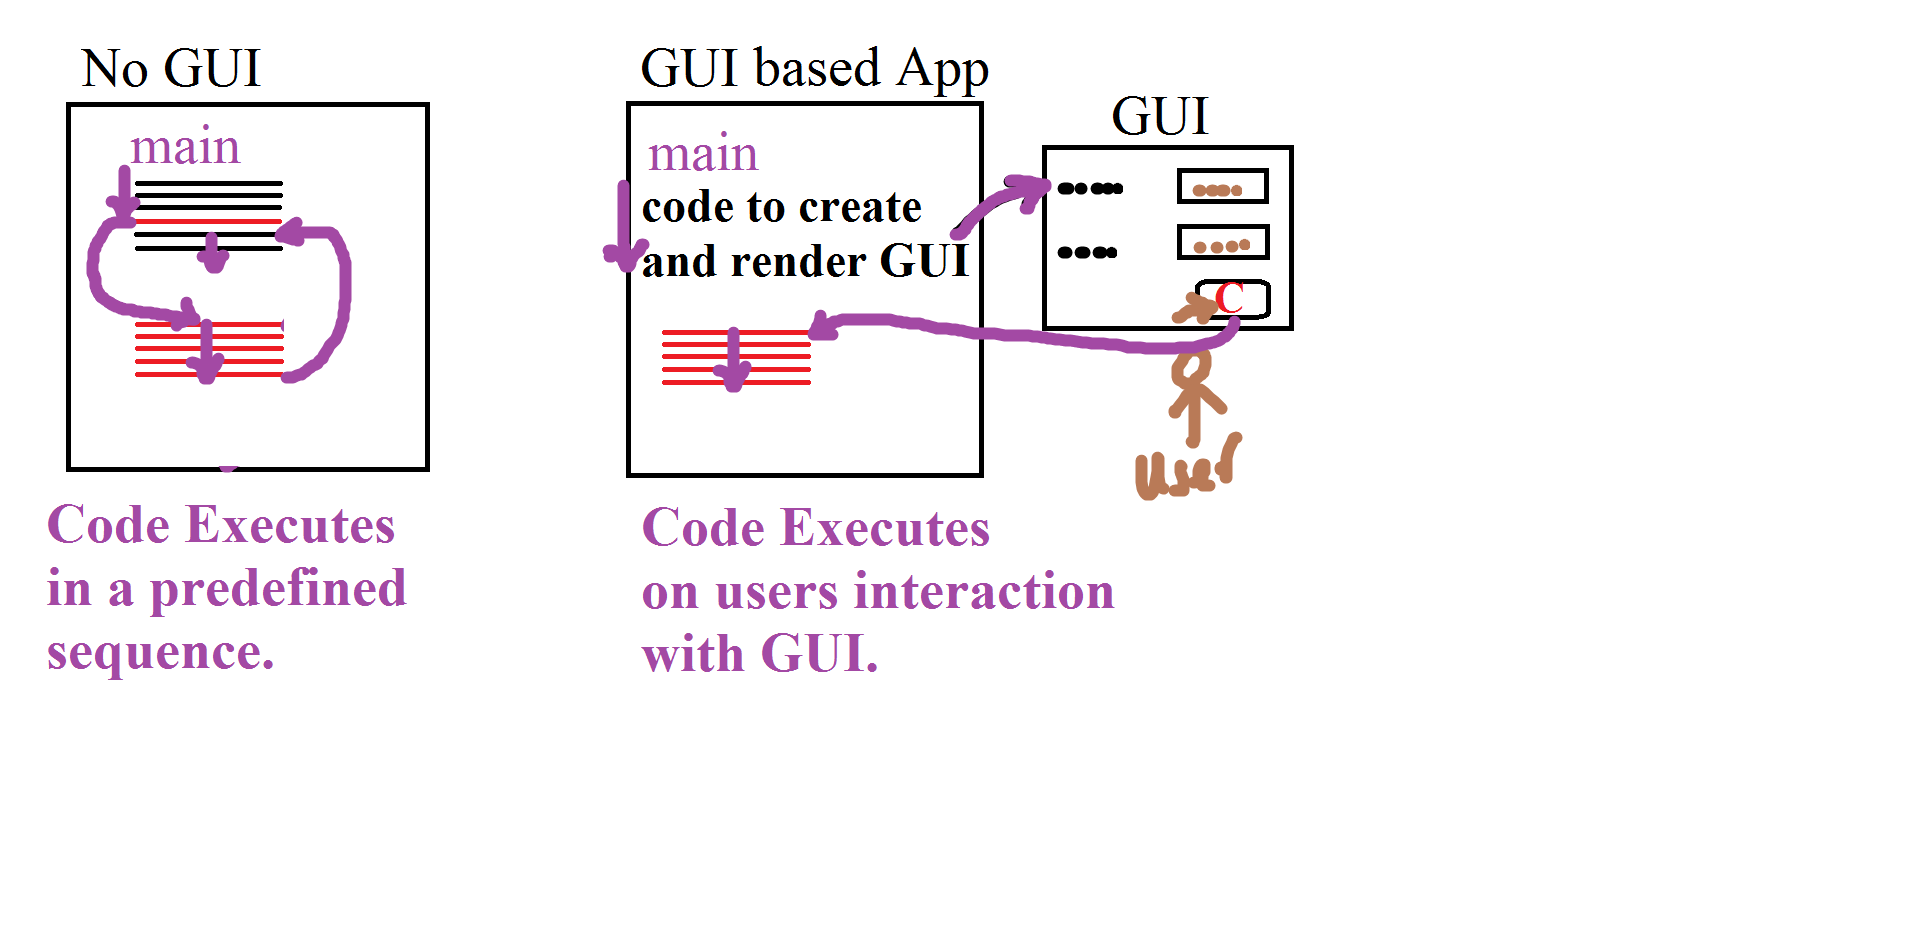 No GUI
main
Code Executes
in a predefined
sequence.
GUI based App
main
code to create
and render GUI
Code Executes
on users interaction
with GUI.
GUI
C
User